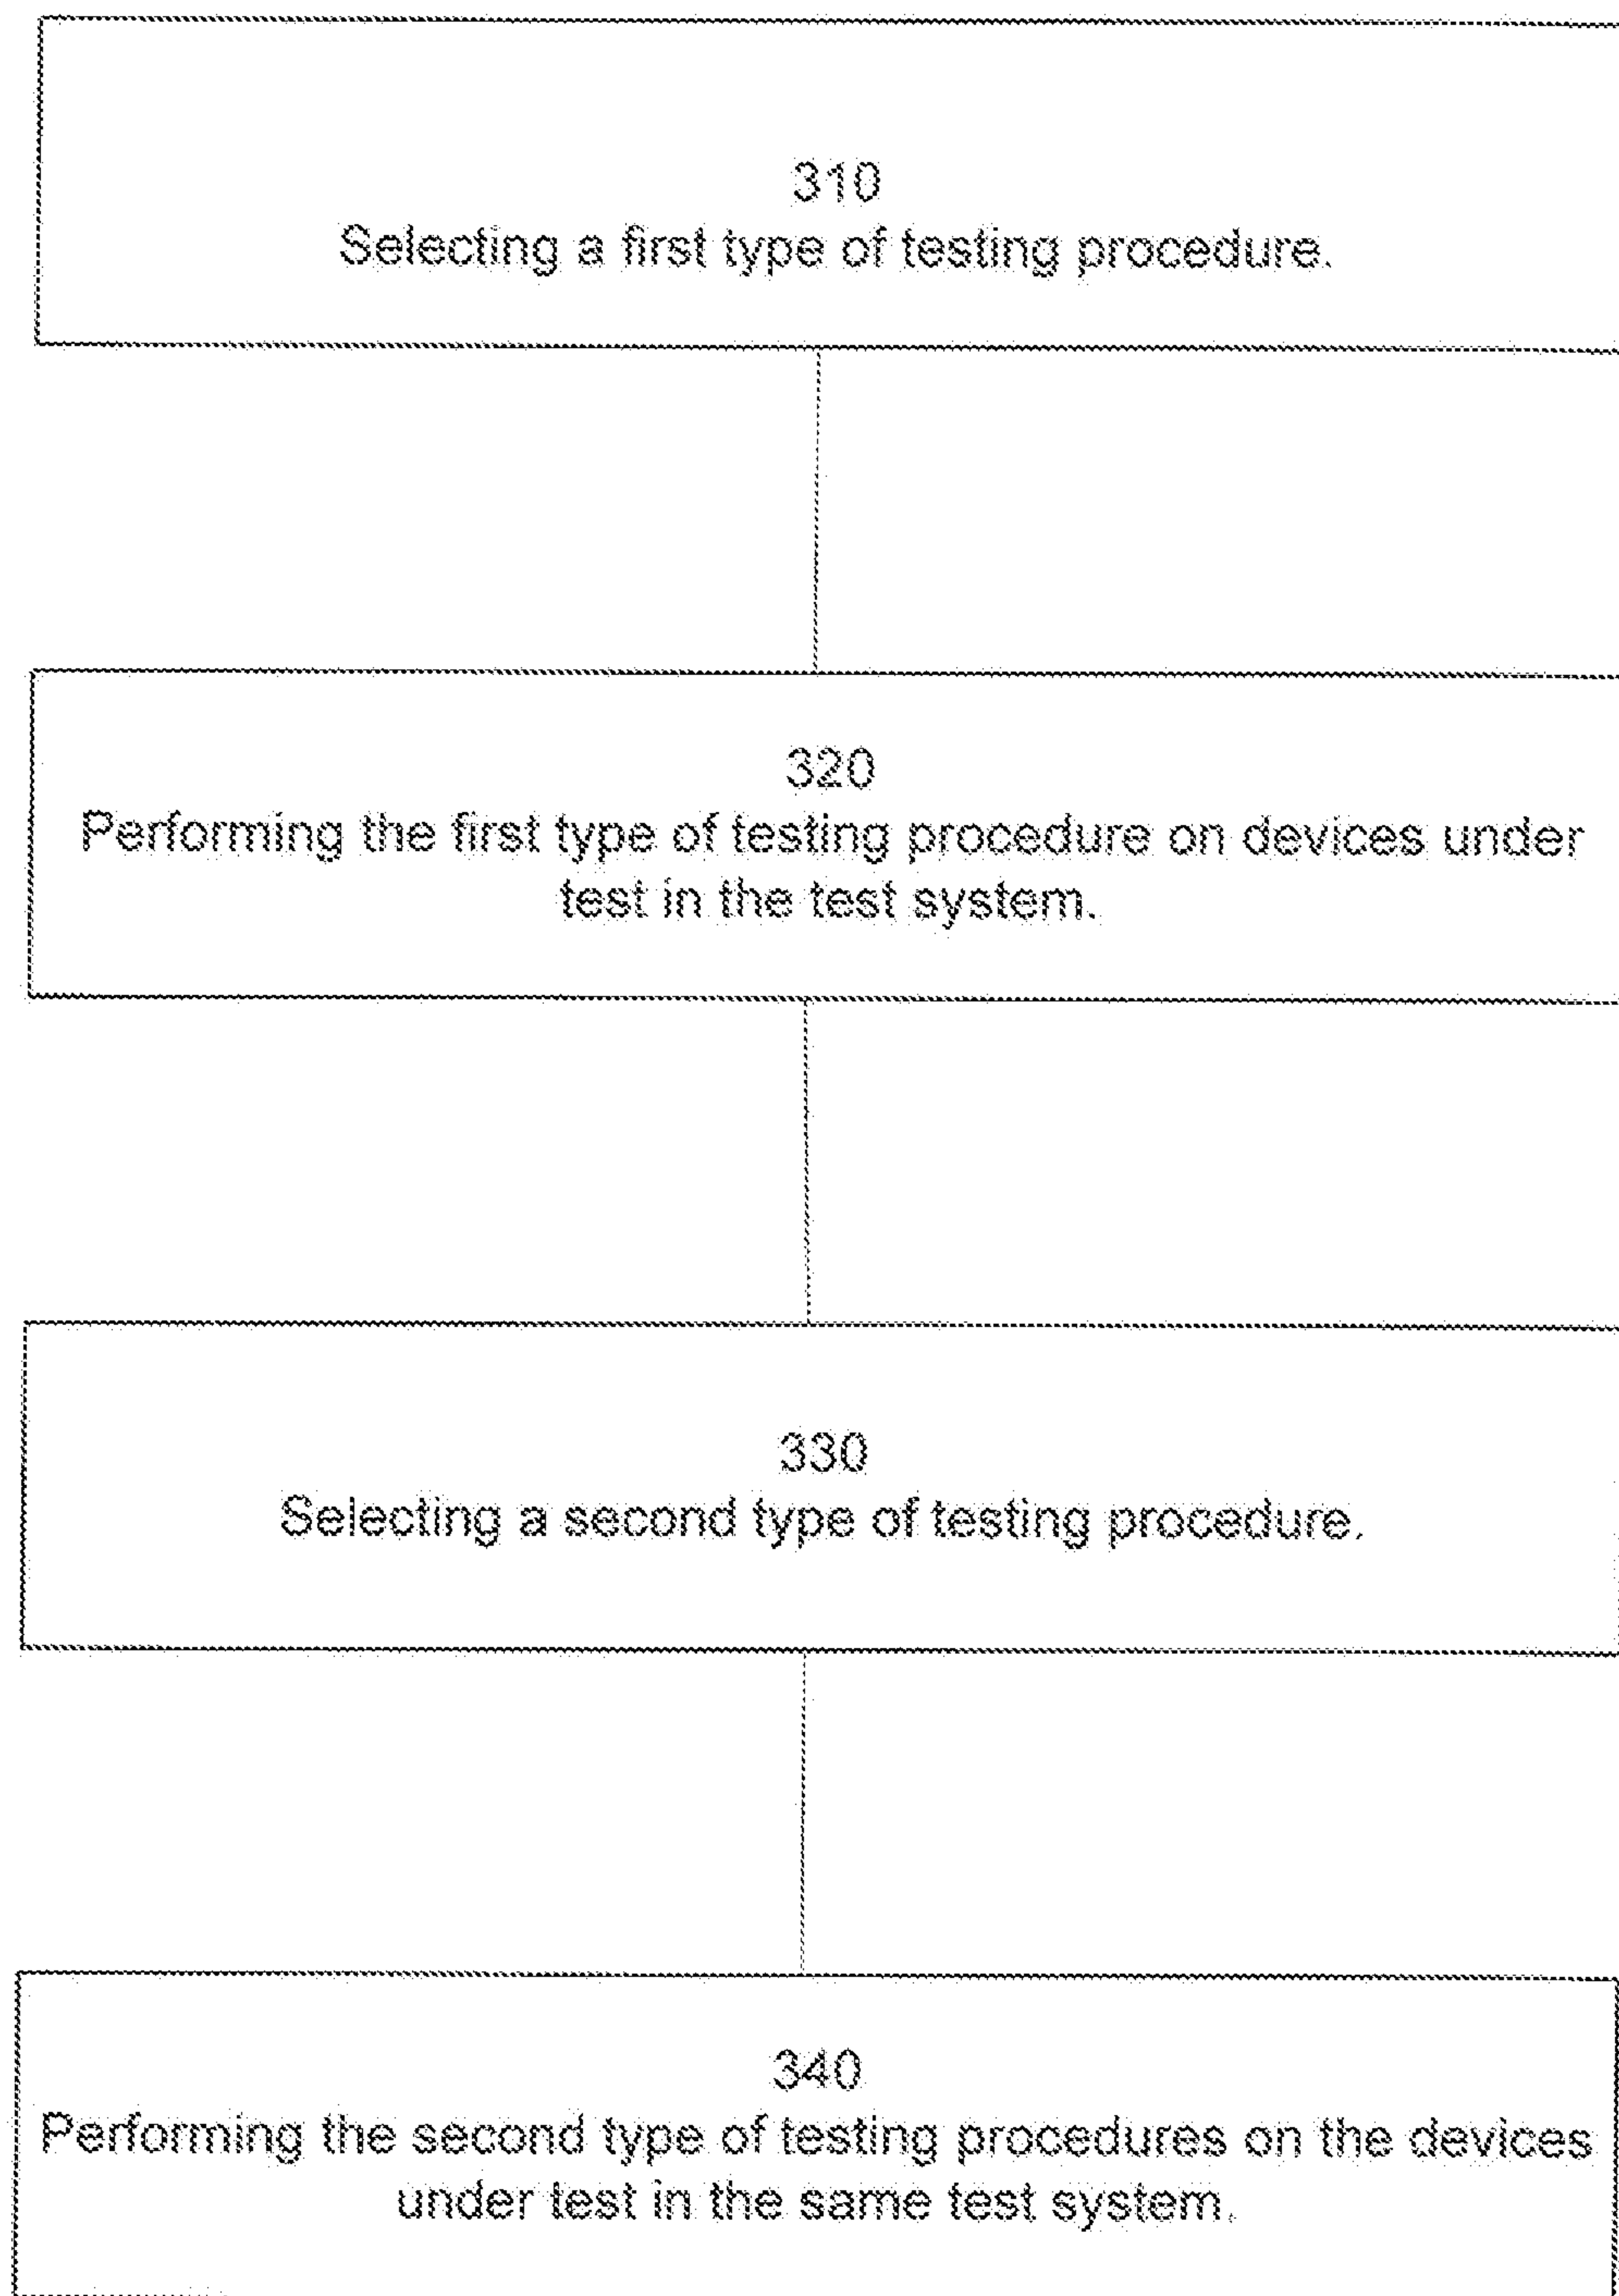 310
Selecting a first type of testing procedure.
320
Performing the first type of testing procedure on devices under
test in the test system.
330
Selecting a second type of testing procedure.
340
Performing the second type of testing procedures on the devices
under test in the same test system.